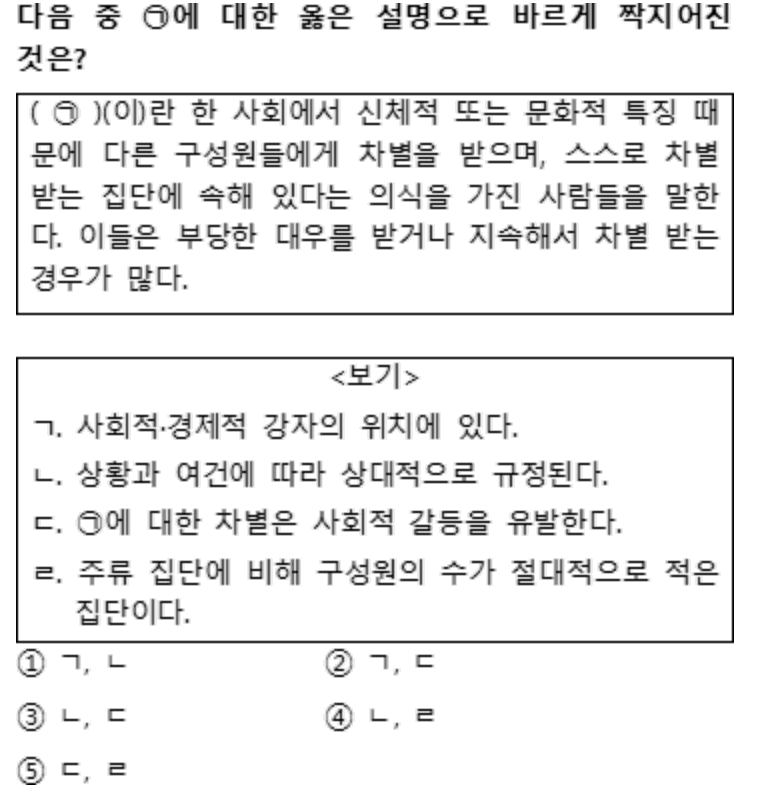 다음 중 ㉠에 대한 옳은 설명으로 바르게 짝지어진
것은?
( ㉠ )(이)란 한 사회에서 신체적 또는 문화적 특징 때
문에 다른 구성원들에게 차별을 받으며, 스스로 차별
받는 집단에 속해 있다는 의식을 가진 사람들을 말한
다. 이들은 부당한 대우를 받거나 지속해서 차별 받는
경우가 많다.
<보기>
ㄱ. 사회적·경제적 강자의 위치에 있다.
ㄴ. 상황과 여건에 따라 상대적으로 규정된다.
ㄷ. ㉠에 대한 차별은 사회적 갈등을 유발한다.
ㄹ. 주류 집단에 비해 구성원의 수가 절대적으로 적은
집단이다.
① ㄱ, ㄴ ② ㄱ, ㄷ
③ ㄴ, ㄷ ④ ㄴ, ㄹ
⑤ ㄷ, ㄹ